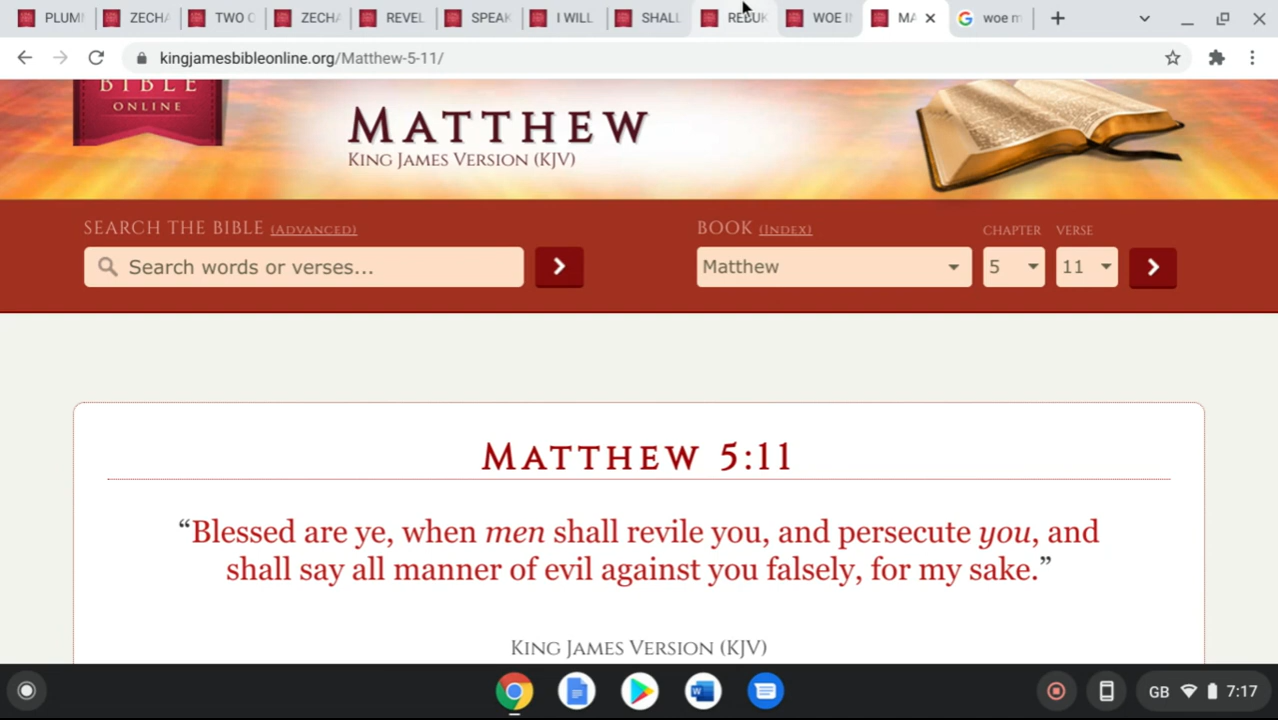 PLUM
ZECHA
TWO O
ZECHA
REVEL
SPEAK
I WILL
SHALL
REBUK
WOE I
MA
woe m
kingjamesbibleonline.org/Matthew-5-11/
BIBLE
ONLINE
MATTHEW
KING JAMES VERSION (KJV)
SEARCH THE BIBLE (ADVANCED)
BOOK (INDEX)
CHAPTER
VERSE
Search words or verses...
Matthew
5
11
MATTHEW 5:11
“Blessed are ye, when men shall revile you, and persecute you, and
shall say all manner of evil against you falsely, for my sake.”
KING JAMES VERSION (KJV)
GB
7:17